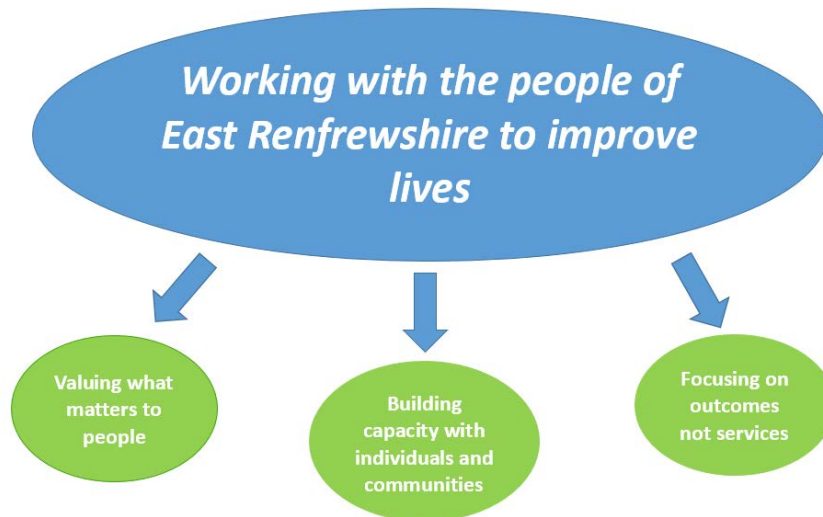 Working with the people of
East Renfrewshire to improve
lives
Valuing what
matters to
people
Building
capacity with
individuals and
communities
Focusing on
outcomes
not services